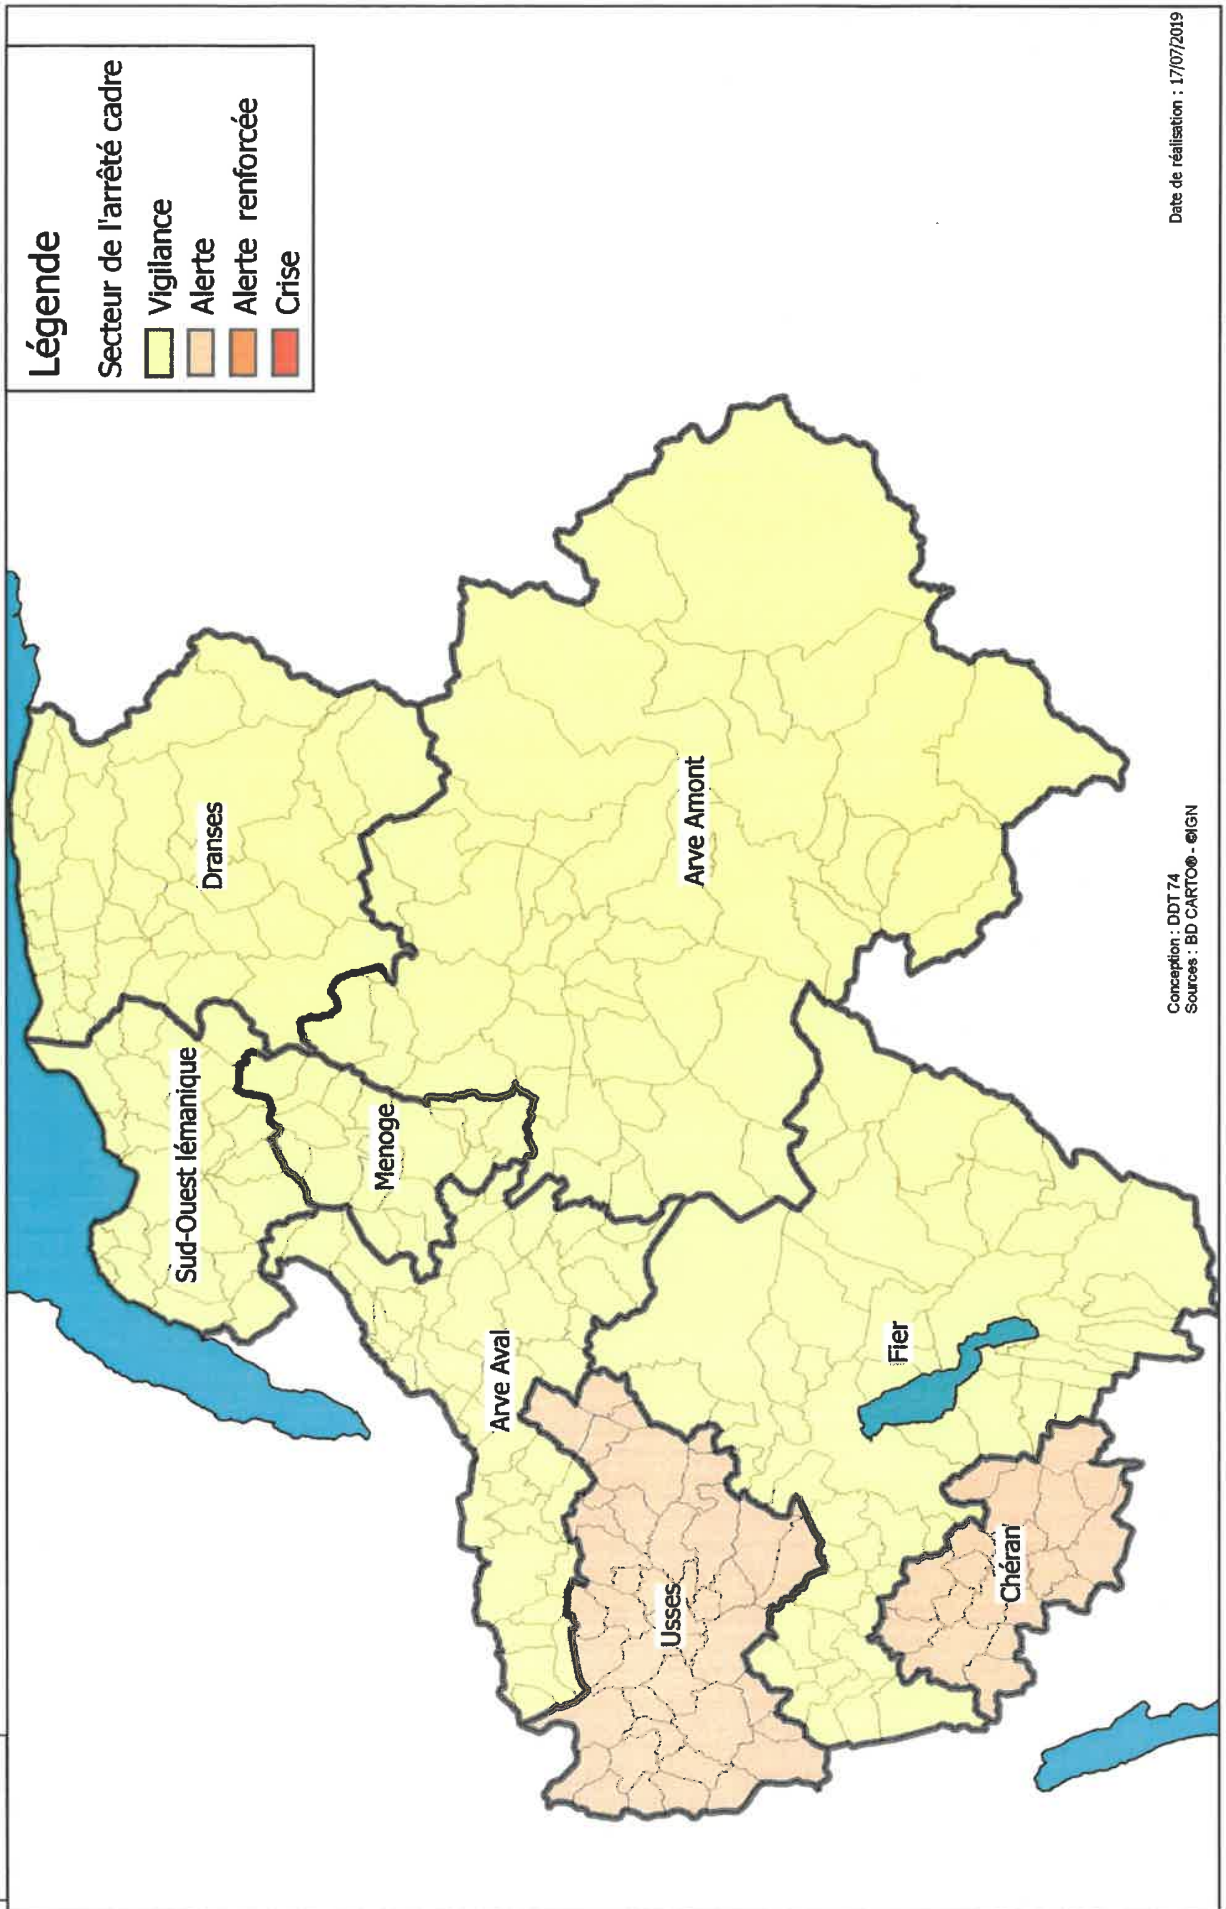 Légende
Secteur de l'arrêté cadre
Vigilance
Alerte
Alerte renforcée
Crise
Dranses
Sud-Ouest lémanique
Menoge
Arve Amont
Arve Aval
Fier
Usses
Chéran
Conception : DDT 74
Sources : BD CARTO® - ©IGN
Date de réalisation : 17/07/2019